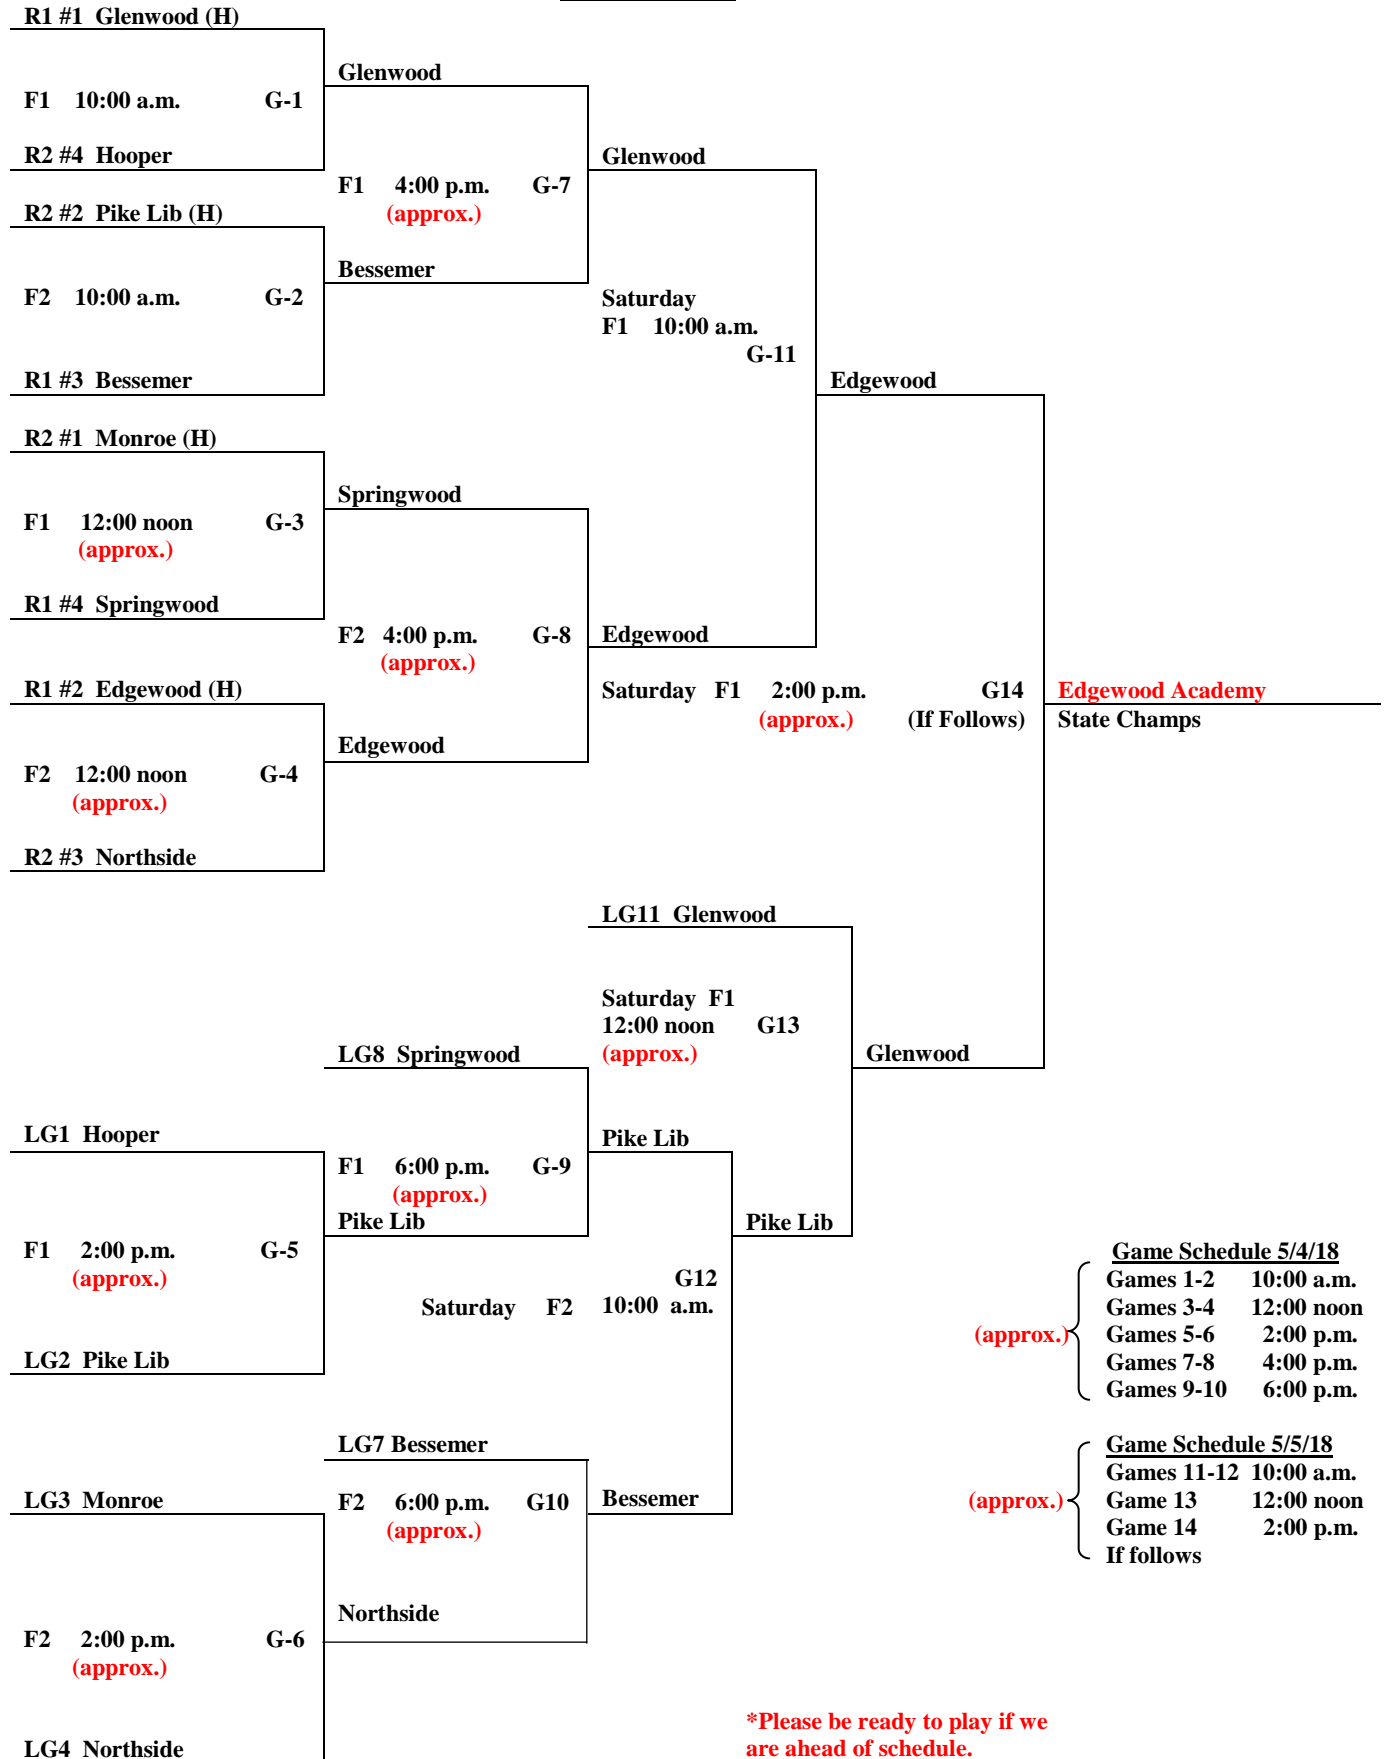 R1 #1 Glenwood (H)
Glenwood
F1 10:00 a.m. G-1
R2 #4 Hooper
Glenwood
F1 4:00 p.m. G-7
(approx.)
R2 #2 Pike Lib (H)
Bessemer
F2 10:00 a.m. G-2
Saturday
F1 10:00 a.m.
G-11
R1 #3 Bessemer
Edgewood
R2 #1 Monroe (H)
Springwood
F1 12:00 noon G-3
(approx.)
R1 #4 Springwood
F2 4:00 p.m. G-8
(approx.)
Edgewood
R1 #2 Edgewood (H)
Saturday F1 2:00 p.m. G14
(approx.) (If Follows)
Edgewood Academy
State Champs
Edgewood
F2 12:00 noon G-4
(approx.)
R2 #3 Northside
LG11 Glenwood
Saturday F1
12:00 noon G13
(approx.)
LG8 Springwood
Glenwood
LG1 Hooper
Pike Lib
F1 6:00 p.m. G-9
(approx.)
Pike Lib
Pike Lib
F1 2:00 p.m. G-5
(approx.)
G12
Saturday F2 10:00 a.m.
LG2 Pike Lib
Game Schedule 5/4/18
Games 1-2 10:00 a.m.
Games 3-4 12:00 noon
(approx.) Games 5-6 2:00 p.m.
Games 7-8 4:00 p.m.
Games 9-10 6:00 p.m.
LG7 Bessemer
Game Schedule 5/5/18
Games 11-12 10:00 a.m.
(approx.) Game 13 12:00 noon
Game 14 2:00 p.m.
If follows
LG3 Monroe
F2 6:00 p.m. G10
(approx.)
Bessemer
Northside
F2 2:00 p.m. G-6
(approx.)
LG4 Northside
*Please be ready to play if we
are ahead of schedule.